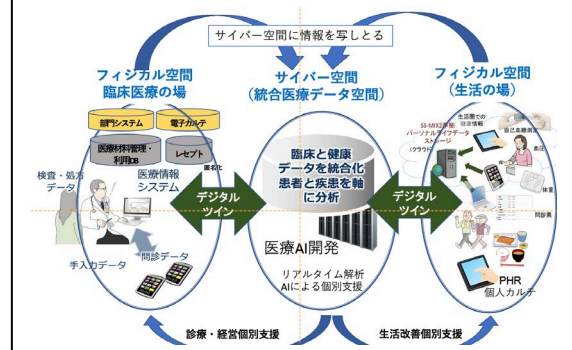 サイバー空間に情報を写しとる
フィジカル空間
臨床医療の場
サイバー空間
(統合医療データ空間)
フィジカル空間
(生活の場)
部門システム
電子カルテ
医療材料管理・
利用DB
レセプト
匿名化
検査・処方
データ
医療情報
システム
手入力データ
問診データ
デジタル
ツイン
臨床と健康
データを統合化
患者と疾患を軸
に分析
医療AI開発
リアルタイム解析
AIによる個別支援
デジタル
ツイン
生活圏での
健康情報
SS-MIX2準拠
パーソナルライフデータ
ストレージ
(クラウド)
自己血糖測定
血圧
体重
問診票
PHR
個人カルテ
診療・経営個別支援
生活改善個別支援